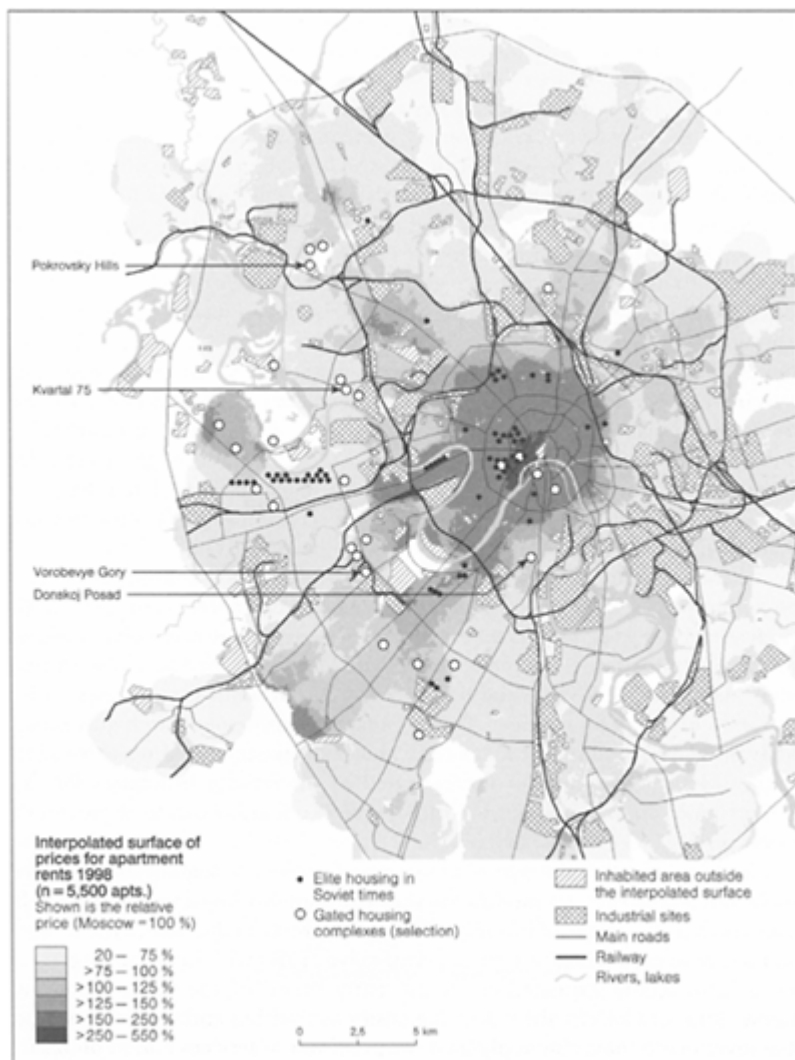 Pokrovsky Hills
Kvartal 75
Vorobevye Gory
Donskoj Posad
Interpolated surface of
prices for apartment
rents 1998
(n = 5,500 apts.)
Shown is the relative
price (Moscow = 100 %)
20 – 75 %
>75 – 100 %
>100 – 125 %
>125 – 150 %
>150 – 250 %
>250 – 550 %
Elite housing in
Soviet times
Gated housing
complexes (selection)
0 2,5 5 km
Inhabited area outside
the interpolated surface
Industrial sites
Main roads
Railway
Rivers, lakes